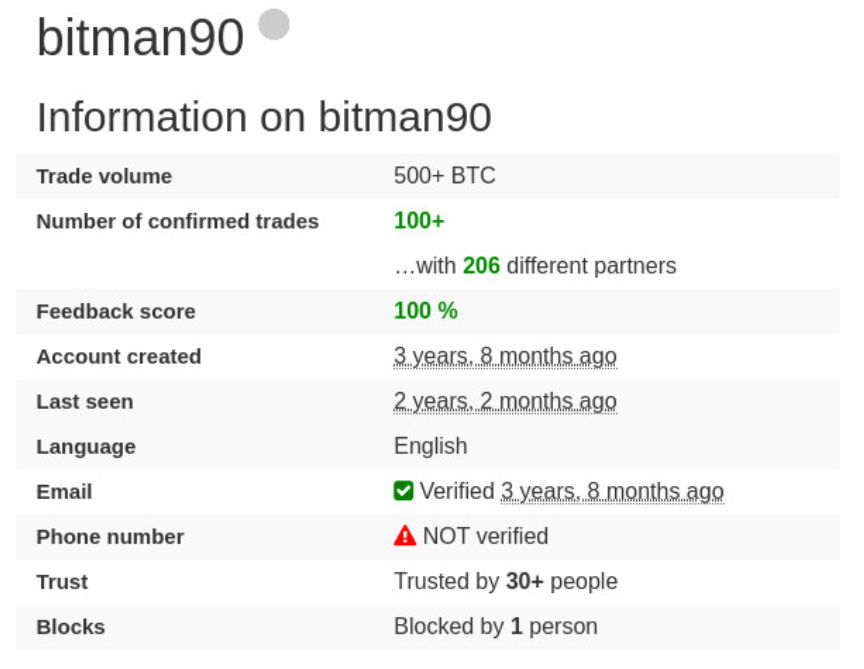 bitman90
Information on bitman90
Trade volume 500+ BTC
Number of confirmed trades 100+
…with 206 different partners
Feedback score 100 %
Account created 3 years, 8 months ago
Last seen 2 years, 2 months ago
Language English
Email Verified 3 years, 8 months ago
Phone number NOT verified
Trust Trusted by 30+ people
Blocks Blocked by 1 person